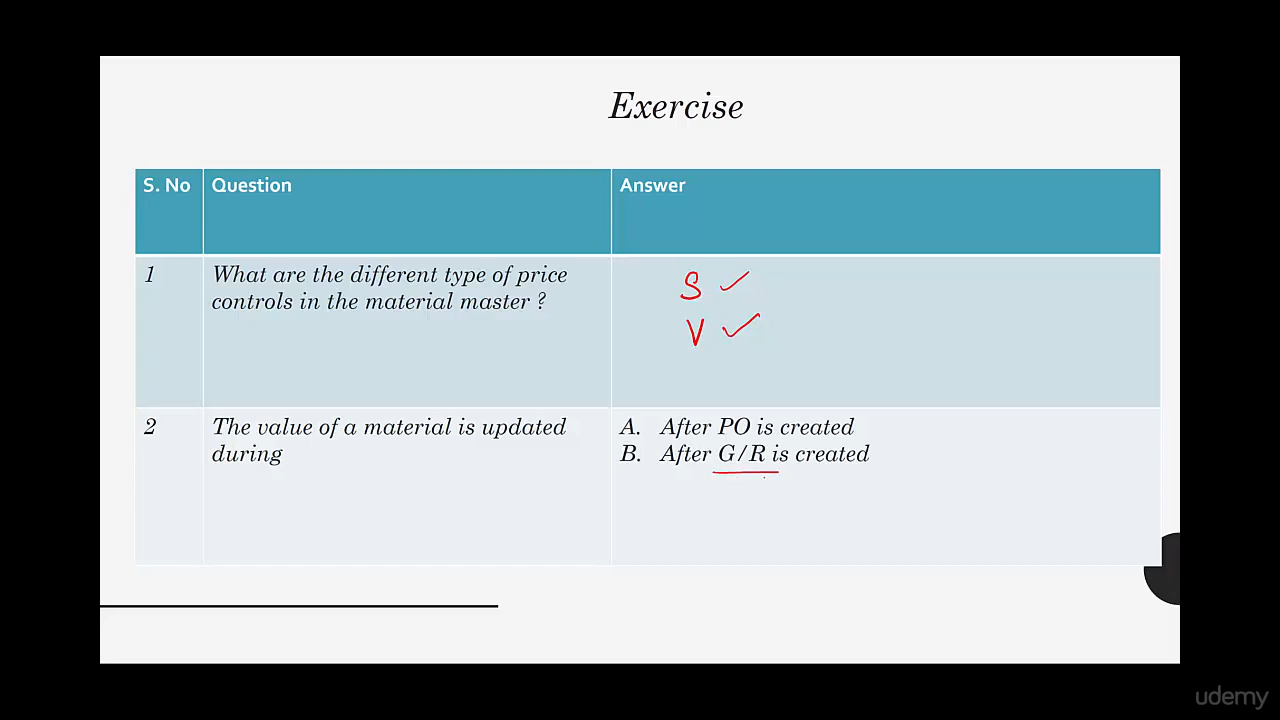 Exercise
S. No Question Answer
1 What are the different type of price
controls in the material master ?
S
V
2 The value of a material is updated
during
A. After PO is created
B. After G/R is created
udemy